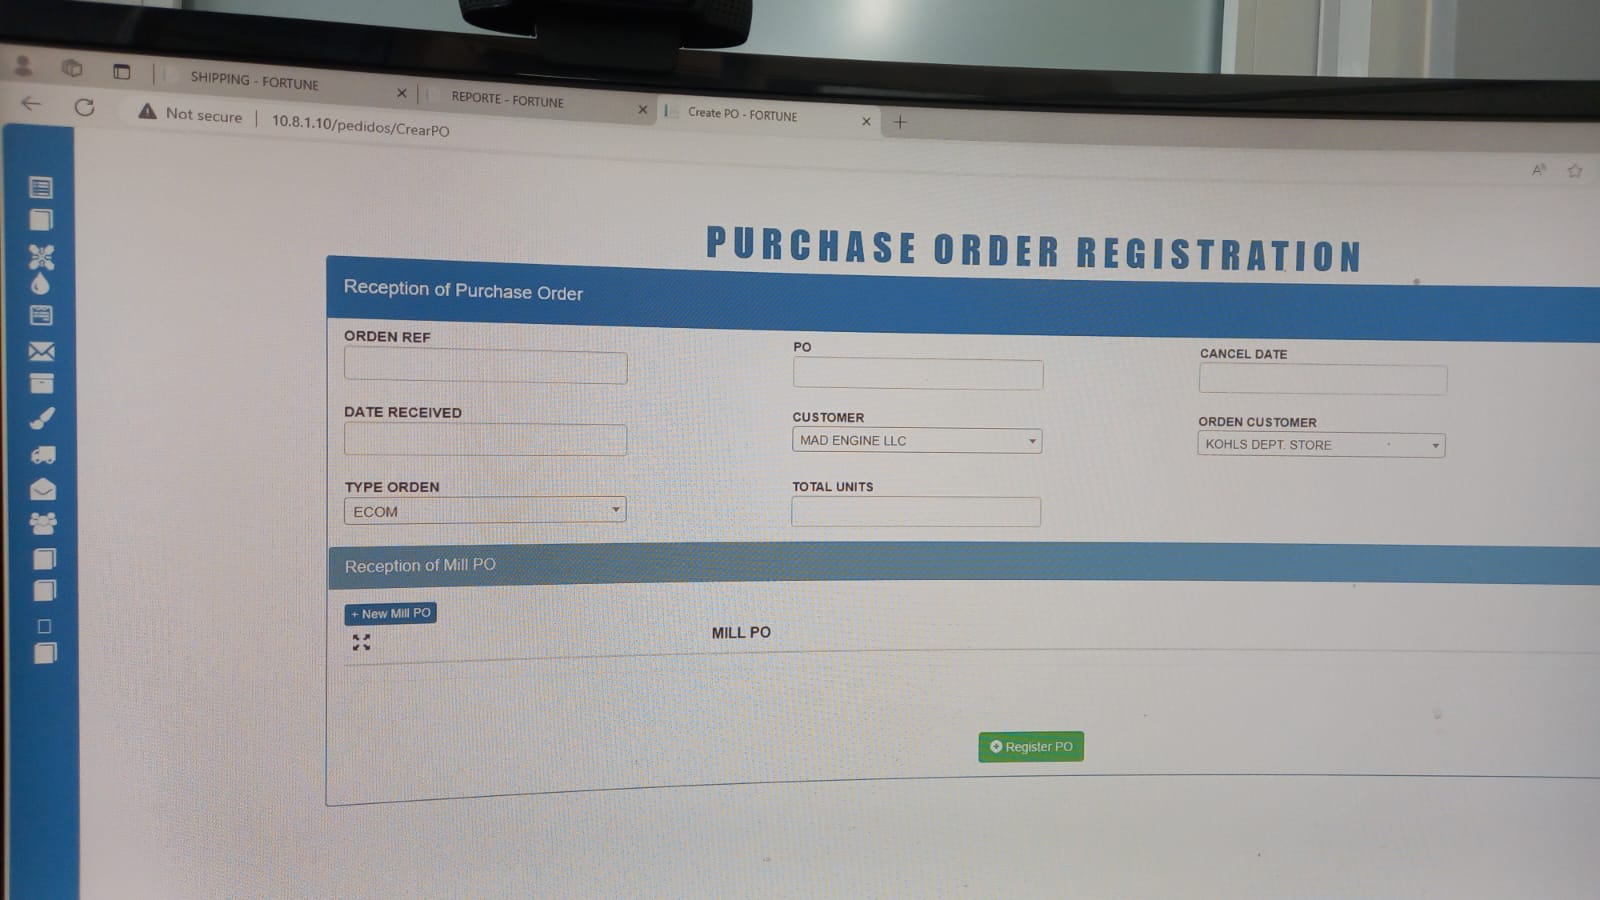 SHIPPING - FORTUNE
REPORTE - FORTUNE
Create PO - FORTUNE
Not secure
10.8.1.10/pedidos/CrearPO
PURCHASE ORDER REGISTRATION
Reception of Purchase Order
ORDEN REF
PO
CANCEL DATE
DATE RECEIVED
CUSTOMER
MAD ENGINE LLC
ORDEN CUSTOMER
KOHLS DEPT. STORE
TYPE ORDEN
ECOM
TOTAL UNITS
Reception of Mill PO
+ New Mill PO
MILL PO
Register PO